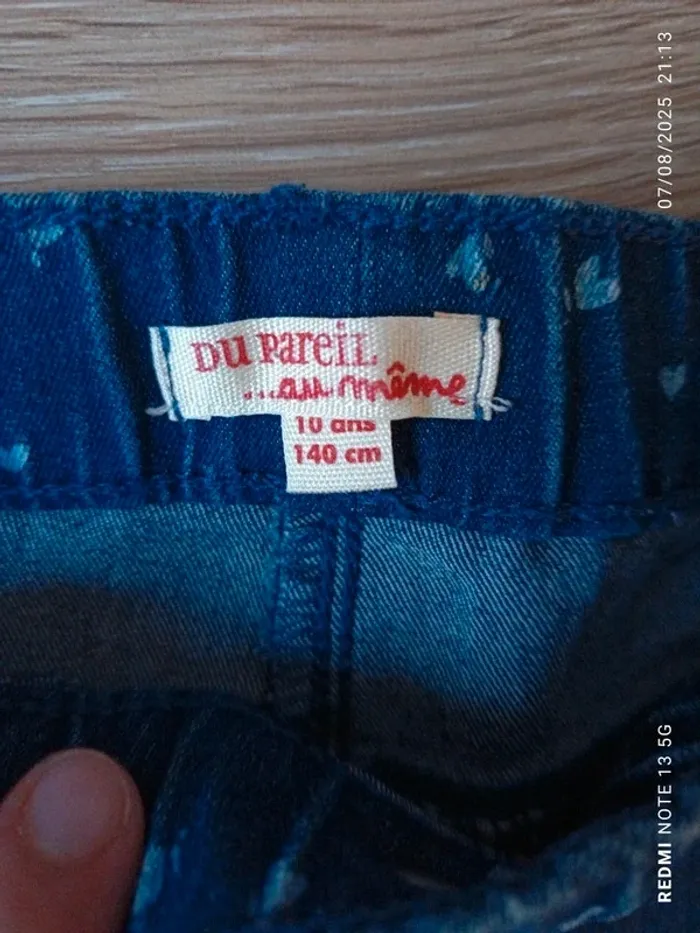 DU PAREIL
...au même
10 ans
140 cm
07/08/2025 21:13
REDMI NOTE 13 5G